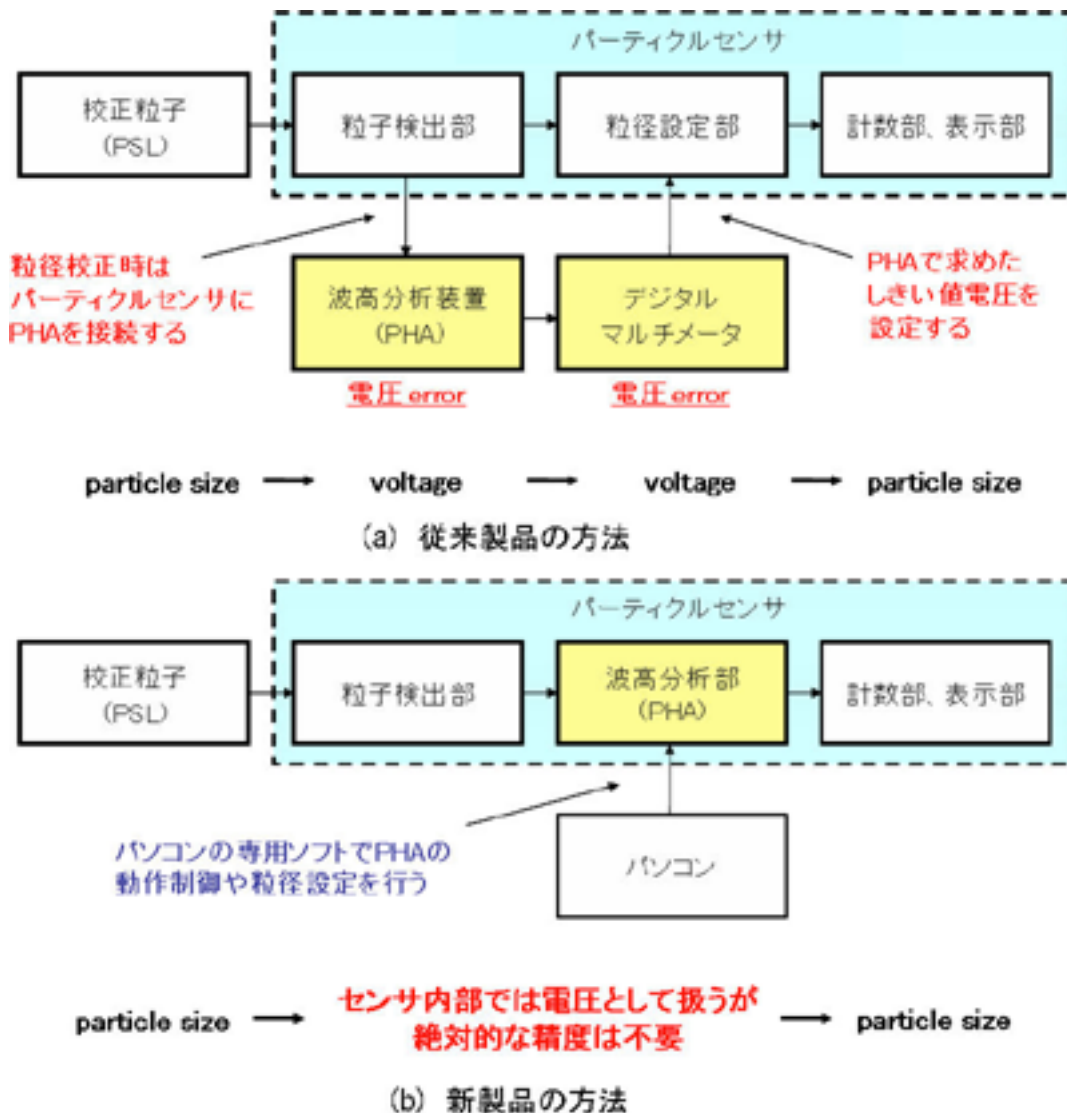 パーティクルセンサ
校正粒子
(PSL)
粒子検出部
粒径設定部
計数部、表示部
粒径校正時は
パーティクルセンサに
PHAを接続する
波高分析装置
(PHA)
デジタル
マルチメータ
PHAで求めた
しきい値電圧を
設定する
電圧error
電圧error
particle size → voltage → voltage → particle size
(a) 従来製品の方法
パーティクルセンサ
校正粒子
(PSL)
粒子検出部
波高分析部
(PHA)
計数部、表示部
パソコンの専用ソフトでPHAの
動作制御や粒径設定を行う
パソコン
particle size →
センサ内部では電圧として扱うが
絶対的な精度は不要
→ particle size
(b) 新製品の方法